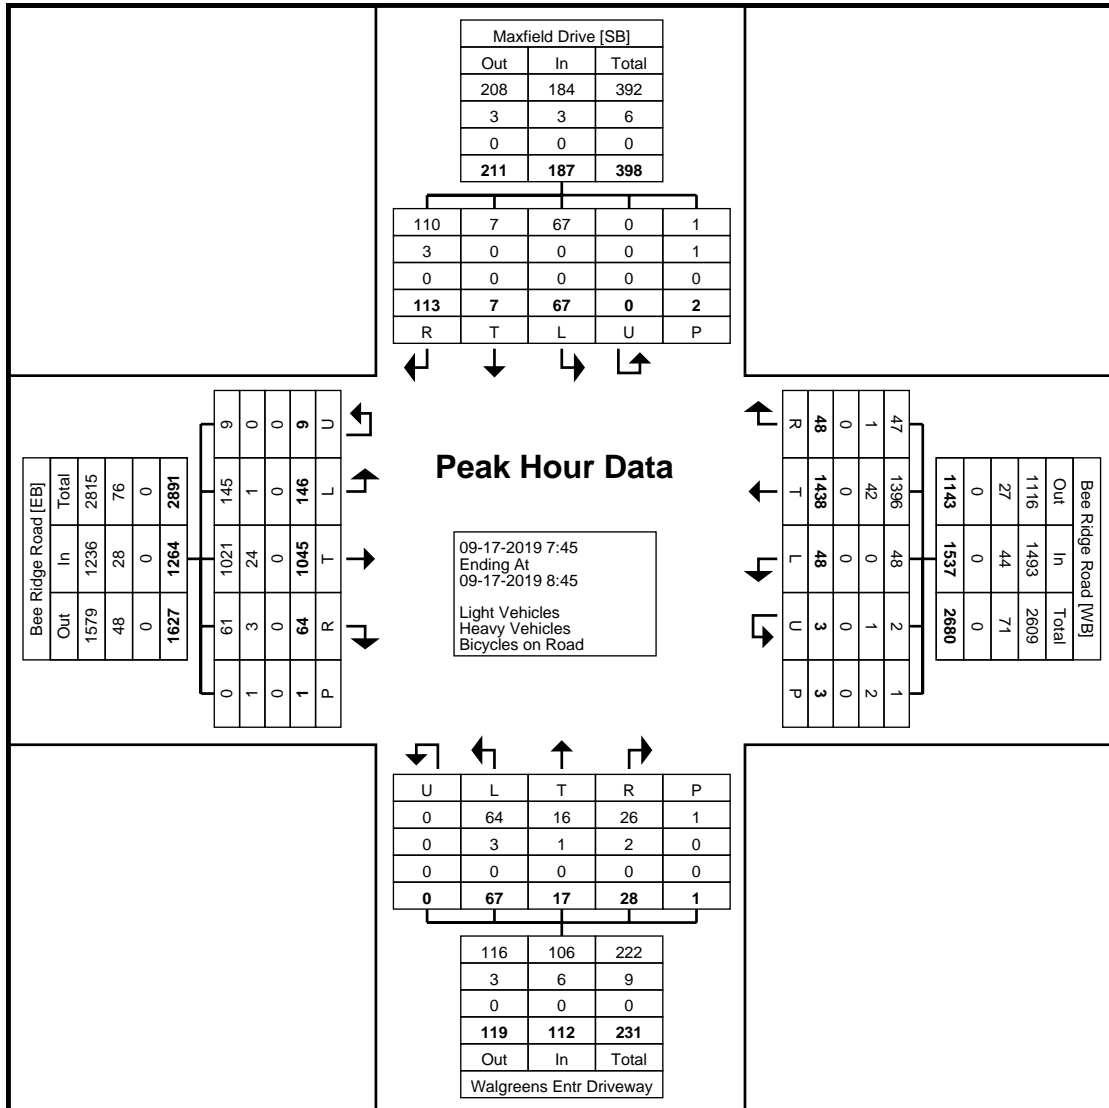 Maxfield Drive [SB]
Out In Total
208 184 392
3 3 6
0 0 0
211 187 398
110 7 67 0 1
3 0 0 0 1
0 0 0 0 0
113 7 67 0 2
R T L U P
Bee Ridge Road [EB]
Total In Out
2815 1236 1579
76 28 48
0 0 0
2891 1264 1627
9 145 1021 61 0
0 1 24 3 1
0 0 0 0 0
9 146 1045 64 1
U L T R P
Peak Hour Data
09-17-2019 7:45
Ending At
09-17-2019 8:45
Light Vehicles
Heavy Vehicles
Bicycles on Road
R T L U P
48 1438 48 3 3
0 0 0 0 0
1 42 0 1 2
47 1396 48 2 1
1143 1537 2680
0 0 0
27 44 71
1116 1493 2609
Out In Total
Bee Ridge Road [WB]
U L T R P
0 64 16 26 1
0 3 1 2 0
0 0 0 0 0
0 67 17 28 1
116 106 222
3 6 9
0 0 0
119 112 231
Out In Total
Walgreens Entr Driveway